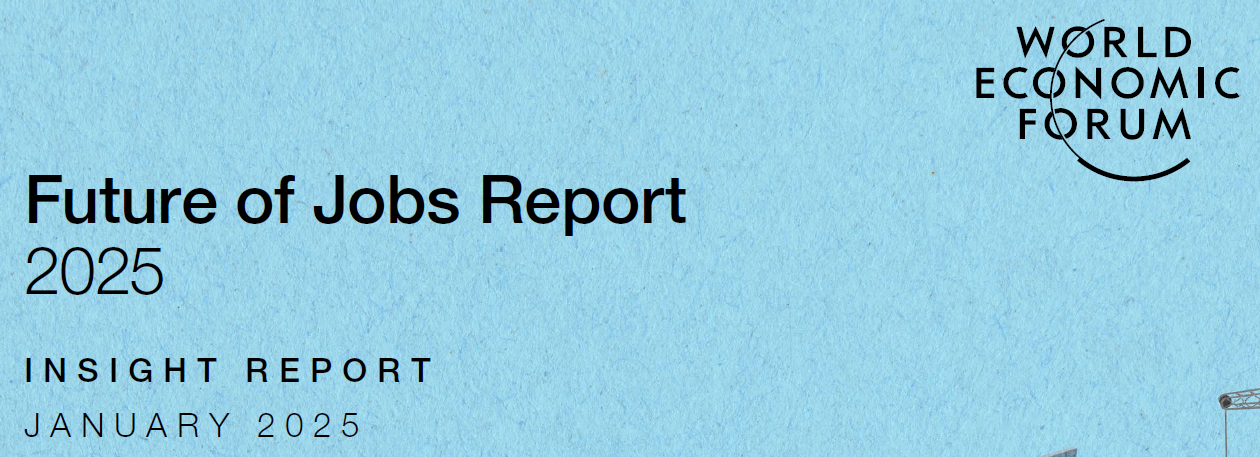 WORLD
ECONOMIC
FORUM
Future of Jobs Report
2025
INSIGHT REPORT
JANUARY 2025